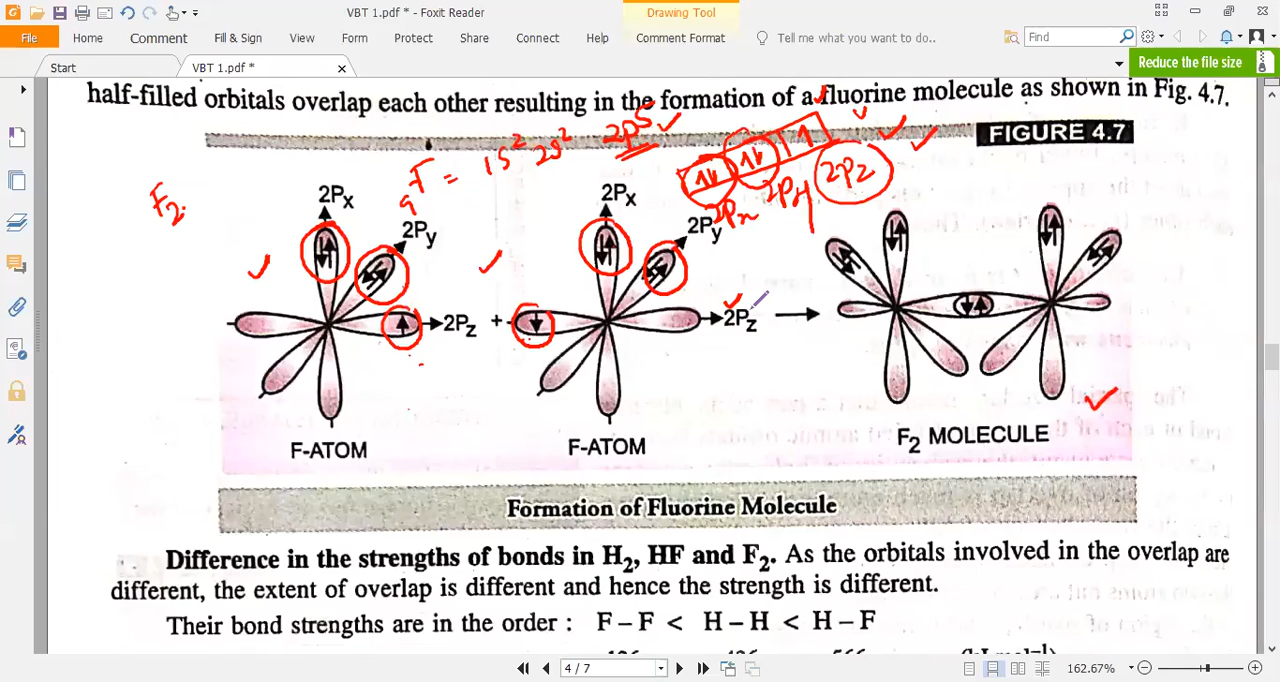 VBT 1.pdf * - Foxit Reader
Drawing Tool
File Home Comment Fill & Sign View Form Protect Share Connect Help Comment Format Tell me what you want to do.. Find
Start VBT 1.pdf *
Reduce the file size
half-filled orbitals overlap each other resulting in the formation of a fluorine molecule as shown in Fig. 4.7.
FIGURE 4.7
F2
9F = 1S² 2S² 2p5
2Px 2Py 2Pz
2Px 2Px
2Py 2Py
2Pz + 2Pz
F-ATOM F-ATOM F2 MOLECULE
Formation of Fluorine Molecule
Difference in the strengths of bonds in H2, HF and F2. As the orbitals involved in the overlap are
different, the extent of overlap is different and hence the strength is different.
Their bond strengths are in the order : F – F < H – H < H – F
4 / 7 162.67%